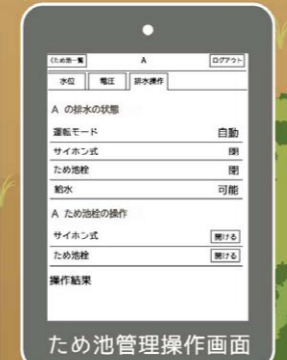 くため池一覧 A ログアウト
水位 電圧 排水操作
A の排水の状態
運転モード 自動
サイホン式 閉
ため池栓 閉
給水 可能
A ため池栓の操作
サイホン式 開ける
ため池栓 開ける
操作結果
ため池管理操作画面